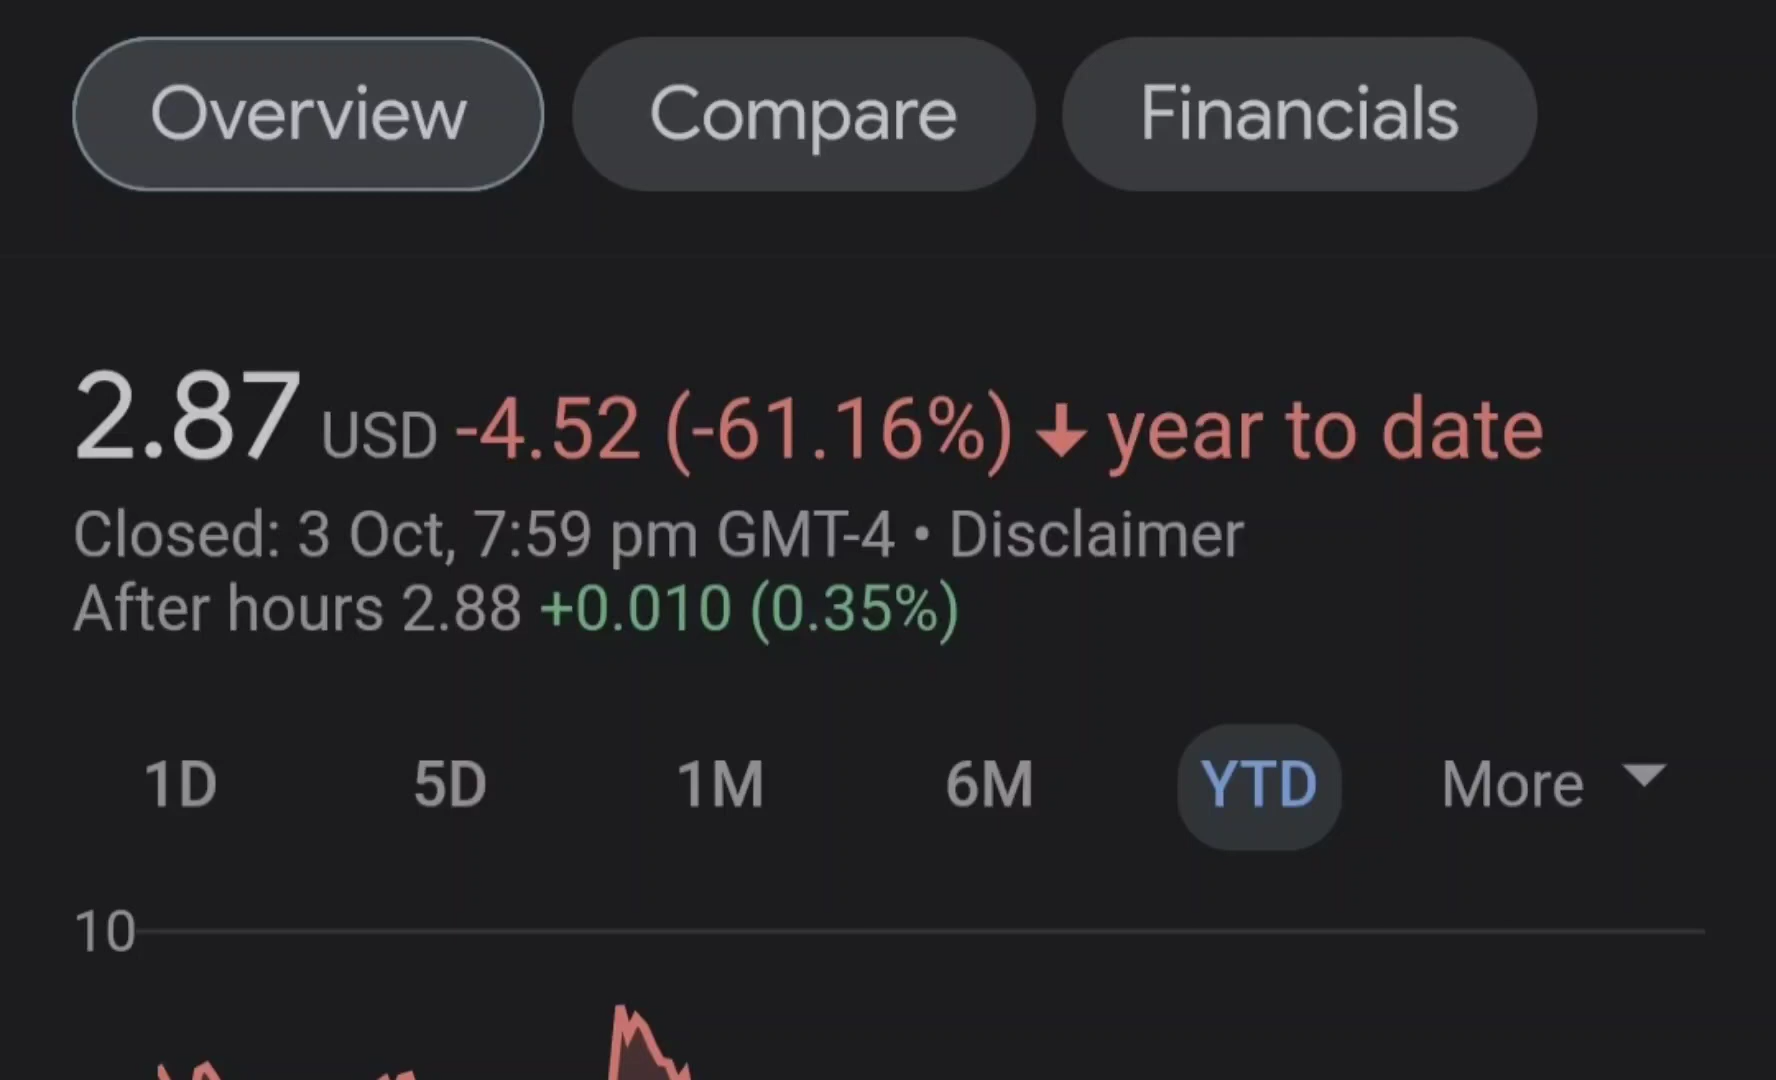 Overview Compare Financials
2.87 USD -4.52 (-61.16%) ↓ year to date
Closed: 3 Oct, 7:59 pm GMT-4 • Disclaimer
After hours 2.88 +0.010 (0.35%)
1D 5D 1M 6M YTD More
10